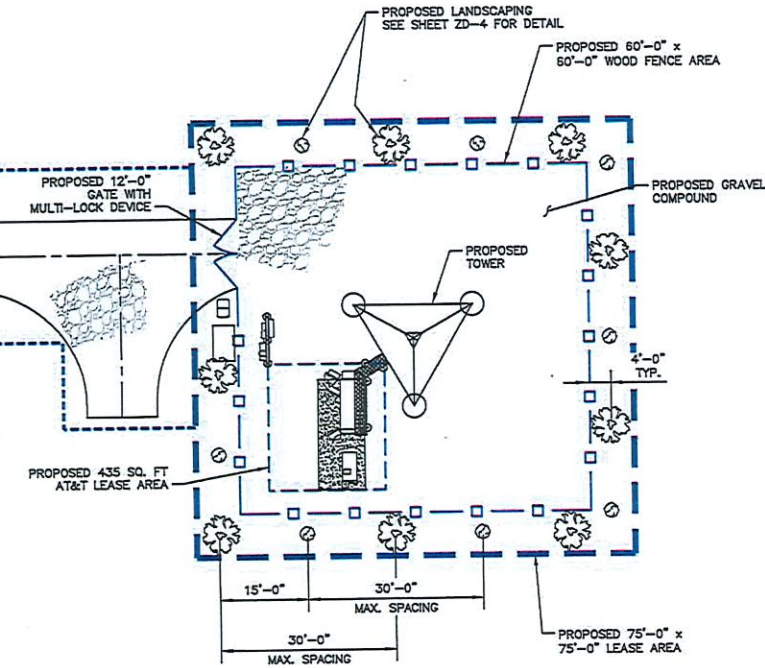 PROPOSED LANDSCAPING
SEE SHEET ZD-4 FOR DETAIL
PROPOSED 60'-0" x
60'-0" WOOD FENCE AREA
PROPOSED 12'-0"
GATE WITH
MULTI-LOCK DEVICE
PROPOSED GRAVEL
COMPOUND
PROPOSED
TOWER
4'-0"
TYP.
PROPOSED 435 SQ. FT
AT&T LEASE AREA
15'-0"
30'-0"
MAX. SPACING
30'-0"
MAX. SPACING
PROPOSED 75'-0" x
75'-0" LEASE AREA